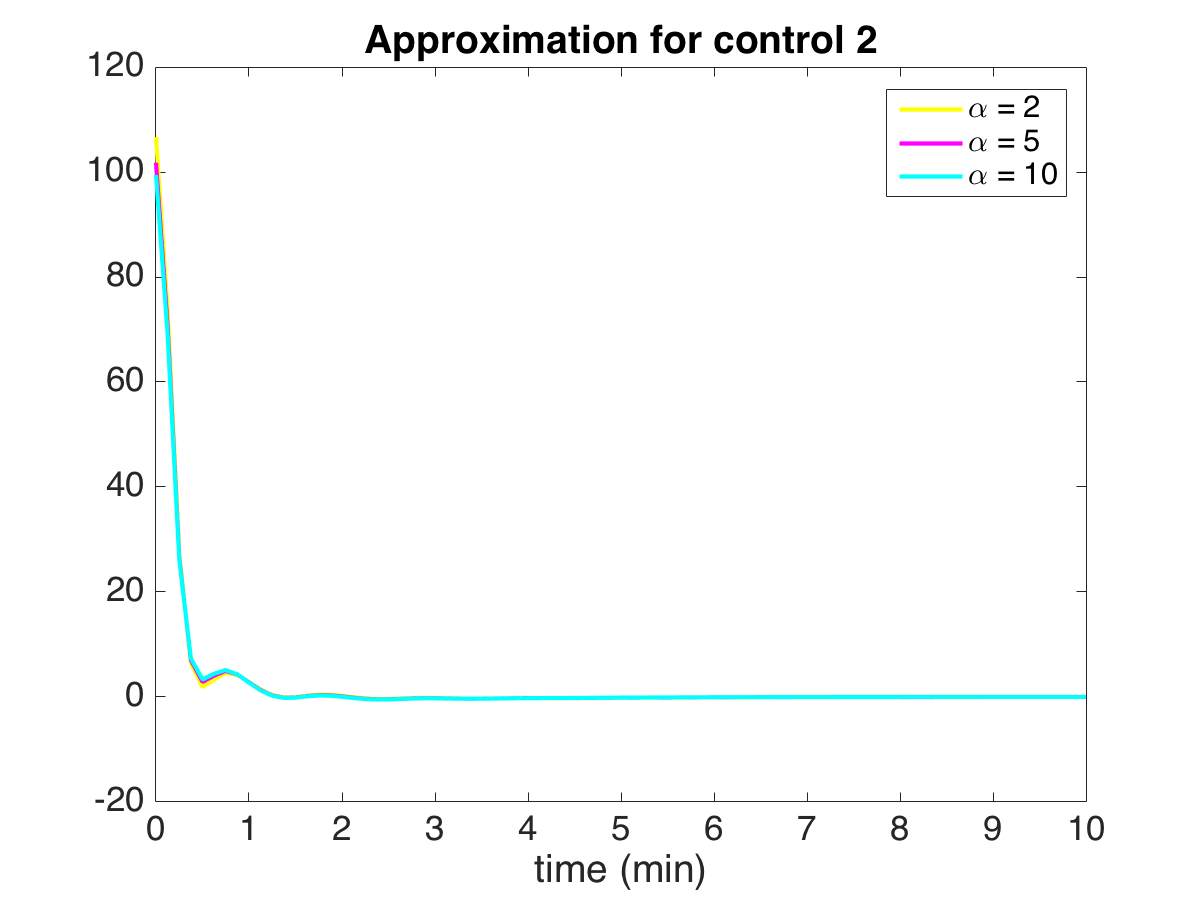 Approximation for control 2
120
100
80
60
40
20
0
-20
α = 2
α = 5
α = 10
0 1 2 3 4 5 6 7 8 9 10
time (min)